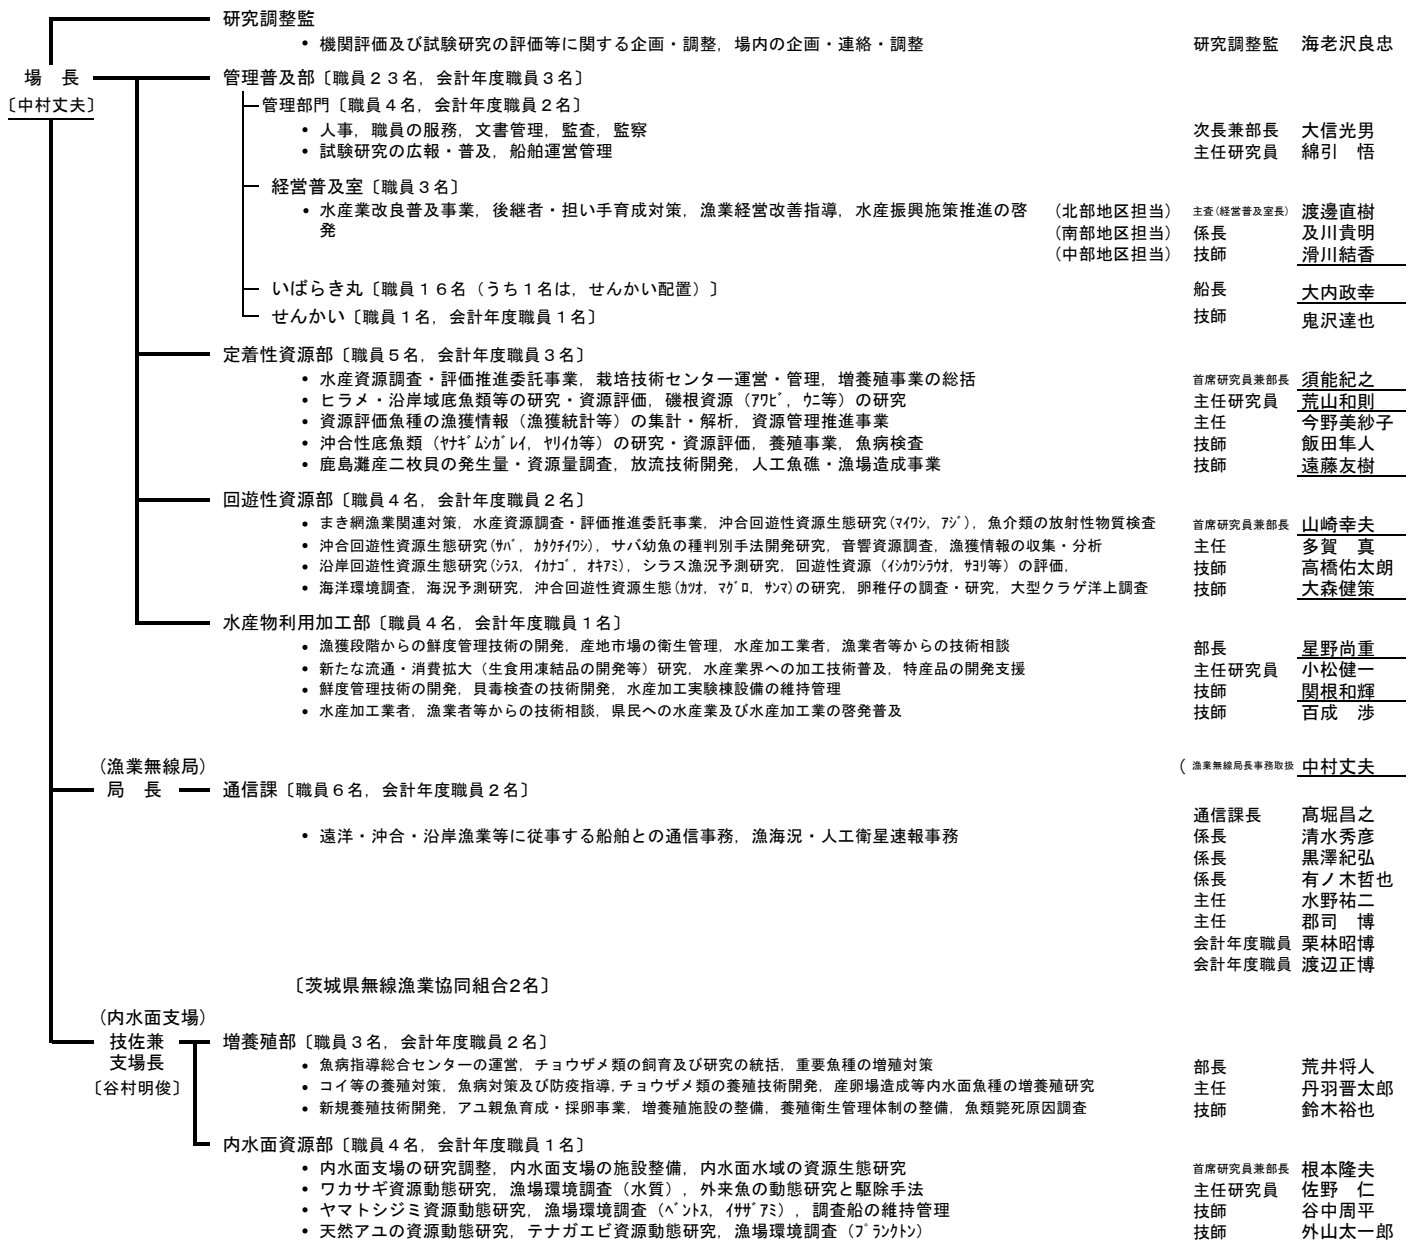 研究調整監
• 機関評価及び試験研究の評価等に関する企画・調整，場内の企画・連絡・調整　研究調整監　海老沢良忠
場　長　管理普及部〔職員２３名，会計年度職員３名〕
〔中村丈夫〕　管理部門〔職員４名，会計年度職員２名〕
• 人事，職員の服務，文書管理，監査，監察　次長兼部長　大信光男
• 試験研究の広報・普及，船舶運営管理　主任研究員　綿引　悟
経営普及室〔職員３名〕
• 水産業改良普及事業，後継者・担い手育成対策，漁業経営改善指導，水産振興施策推進の啓　（北部地区担当）　主査（経営普及室長）　渡邊直樹
発　（南部地区担当）　係長　及川貴明
（中部地区担当）　技師　滑川結香
いばらき丸〔職員１６名（うち１名は，せんかい配置）〕　船長　大内政幸
せんかい〔職員１名，会計年度職員１名〕　技師　鬼沢達也
定着性資源部〔職員５名，会計年度職員３名〕
• 水産資源調査・評価推進委託事業，栽培技術センター運営・管理，増養殖事業の総括　首席研究員兼部長　須能紀之
• ヒラメ・沿岸域底魚類等の研究・資源評価，磯根資源（ｱﾜﾋﾞ，ｳﾆ等）の研究　主任研究員　荒山和則
• 資源評価魚種の漁獲情報（漁獲統計等）の集計・解析，資源管理推進事業　主任　今野美紗子
• 沖合性底魚類（ﾔﾅｷﾞﾑｼｶﾞﾚｲ，ﾔﾘｲｶ等）の研究・資源評価，養殖事業，魚病検査　技師　飯田隼人
• 鹿島灘産二枚貝の発生量・資源量調査，放流技術開発，人工魚礁・漁場造成事業　技師　遠藤友樹
回遊性資源部〔職員４名，会計年度職員２名〕
• まき網漁業関連対策，水産資源調査・評価推進委託事業，沖合回遊性資源生態研究(ﾏｲﾜｼ，ｱｼﾞ)，魚介類の放射性物質検査　首席研究員兼部長　山崎幸夫
• 沖合回遊性資源生態研究(ｻﾊﾞ，ｶﾀｸﾁｲﾜｼ)，サバ幼魚の種判別手法開発研究，音響資源調査，漁獲情報の収集・分析　主任　多賀　真
• 沿岸回遊性資源生態研究(ｼﾗｽ，ｲｶﾅｺﾞ，ｵｷｱﾐ)，シラス漁況予測研究，回遊性資源（ｲｼｶﾜｼﾗｳｵ，ｻﾖﾘ等）の評価，　技師　高橋佑太朗
• 海洋環境調査，海況予測研究，沖合回遊性資源生態(ｶﾂｵ，ﾏｸﾞﾛ，ｻﾝﾏ)の研究，卵稚仔の調査・研究，大型クラゲ洋上調査　技師　大森健策
水産物利用加工部〔職員４名，会計年度職員１名〕
• 漁獲段階からの鮮度管理技術の開発，産地市場の衛生管理，水産加工業者，漁業者等からの技術相談　部長　星野尚重
• 新たな流通・消費拡大（生食用凍結品の開発等）研究，水産業界への加工技術普及，特産品の開発支援　主任研究員　小松健一
• 鮮度管理技術の開発，貝毒検査の技術開発，水産加工実験棟設備の維持管理　技師　関根和輝
• 水産加工業者，漁業者等からの技術相談，県民への水産業及び水産加工業の啓発普及　技師　百成　渉
（漁業無線局）　（ 漁業無線局長事務取扱　中村丈夫
局　長　通信課〔職員６名，会計年度職員２名〕
通信課長　髙堀昌之
• 遠洋・沖合・沿岸漁業等に従事する船舶との通信事務，漁海況・人工衛星速報事務　係長　清水秀彦
係長　黒澤紀弘
係長　有ノ木哲也
主任　水野祐二
主任　郡司　博
会計年度職員　栗林昭博
会計年度職員　渡辺正博
〔茨城県無線漁業協同組合2名〕
（内水面支場）
技佐兼　増養殖部〔職員３名，会計年度職員２名〕
支場長　• 魚病指導総合センターの運営，チョウザメ類の飼育及び研究の統括，重要魚種の増殖対策　部長　荒井将人
〔谷村明俊〕　• コイ等の養殖対策，魚病対策及び防疫指導,チョウザメ類の養殖技術開発，産卵場造成等内水面魚種の増養殖研究　主任　丹羽晋太郎
• 新規養殖技術開発，アユ親魚育成・採卵事業，増養殖施設の整備，養殖衛生管理体制の整備，魚類斃死原因調査　技師　鈴木裕也
内水面資源部〔職員４名，会計年度職員１名〕
• 内水面支場の研究調整，内水面支場の施設整備，内水面水域の資源生態研究　首席研究員兼部長　根本隆夫
• ワカサギ資源動態研究，漁場環境調査（水質），外来魚の動態研究と駆除手法　主任研究員　佐野　仁
• ヤマトシジミ資源動態研究，漁場環境調査（ﾍﾞﾝﾄｽ，ｲｻｻﾞｱﾐ），調査船の維持管理　技師　谷中周平
• 天然アユの資源動態研究，テナガエビ資源動態研究，漁場環境調査（ﾌﾟﾗﾝｸﾄﾝ）　技師　外山太一郎